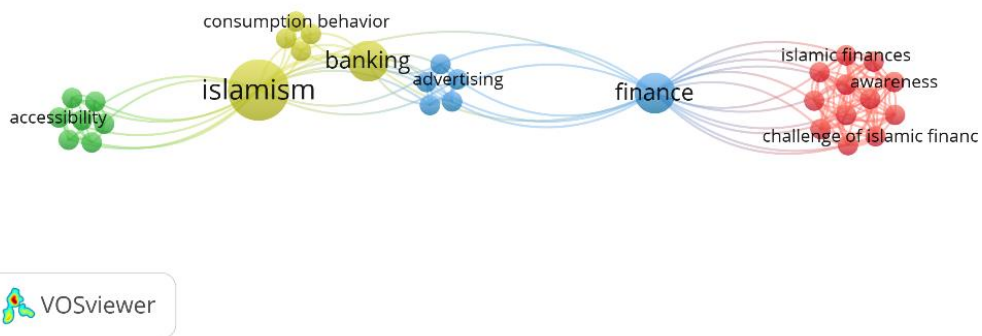 consumption behavior
banking
islamism
advertising
accessibility
finance
islamic finances
awareness
challenge of islamic financ
VOSviewer